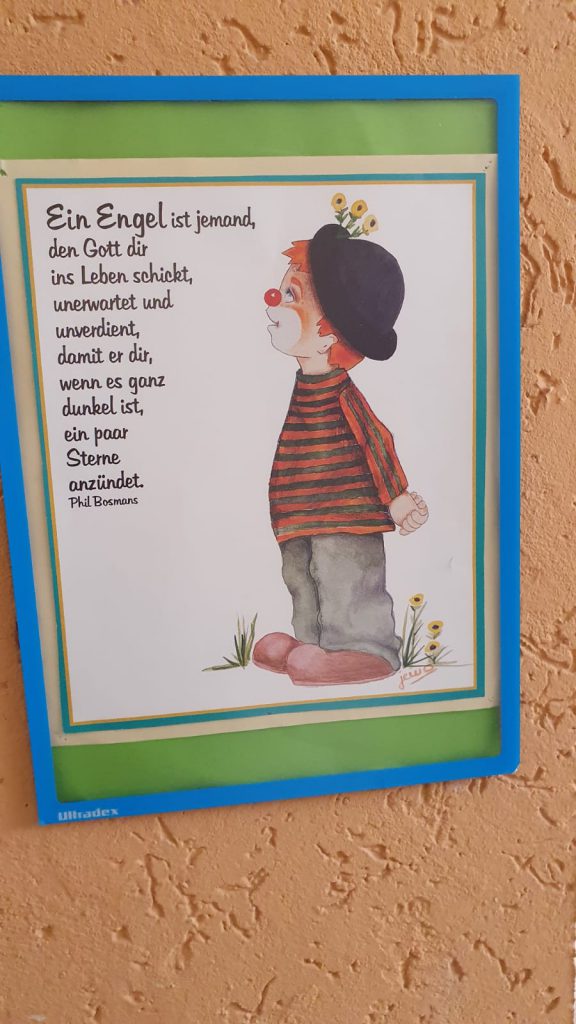 Ein Engel ist jemand,
den Gott dir
ins Leben schickt,
unerwartet und
unverdient,
damit er dir,
wenn es ganz
dunkel ist,
ein paar
Sterne
anzündet.
Phil Bosmans
Ultradex